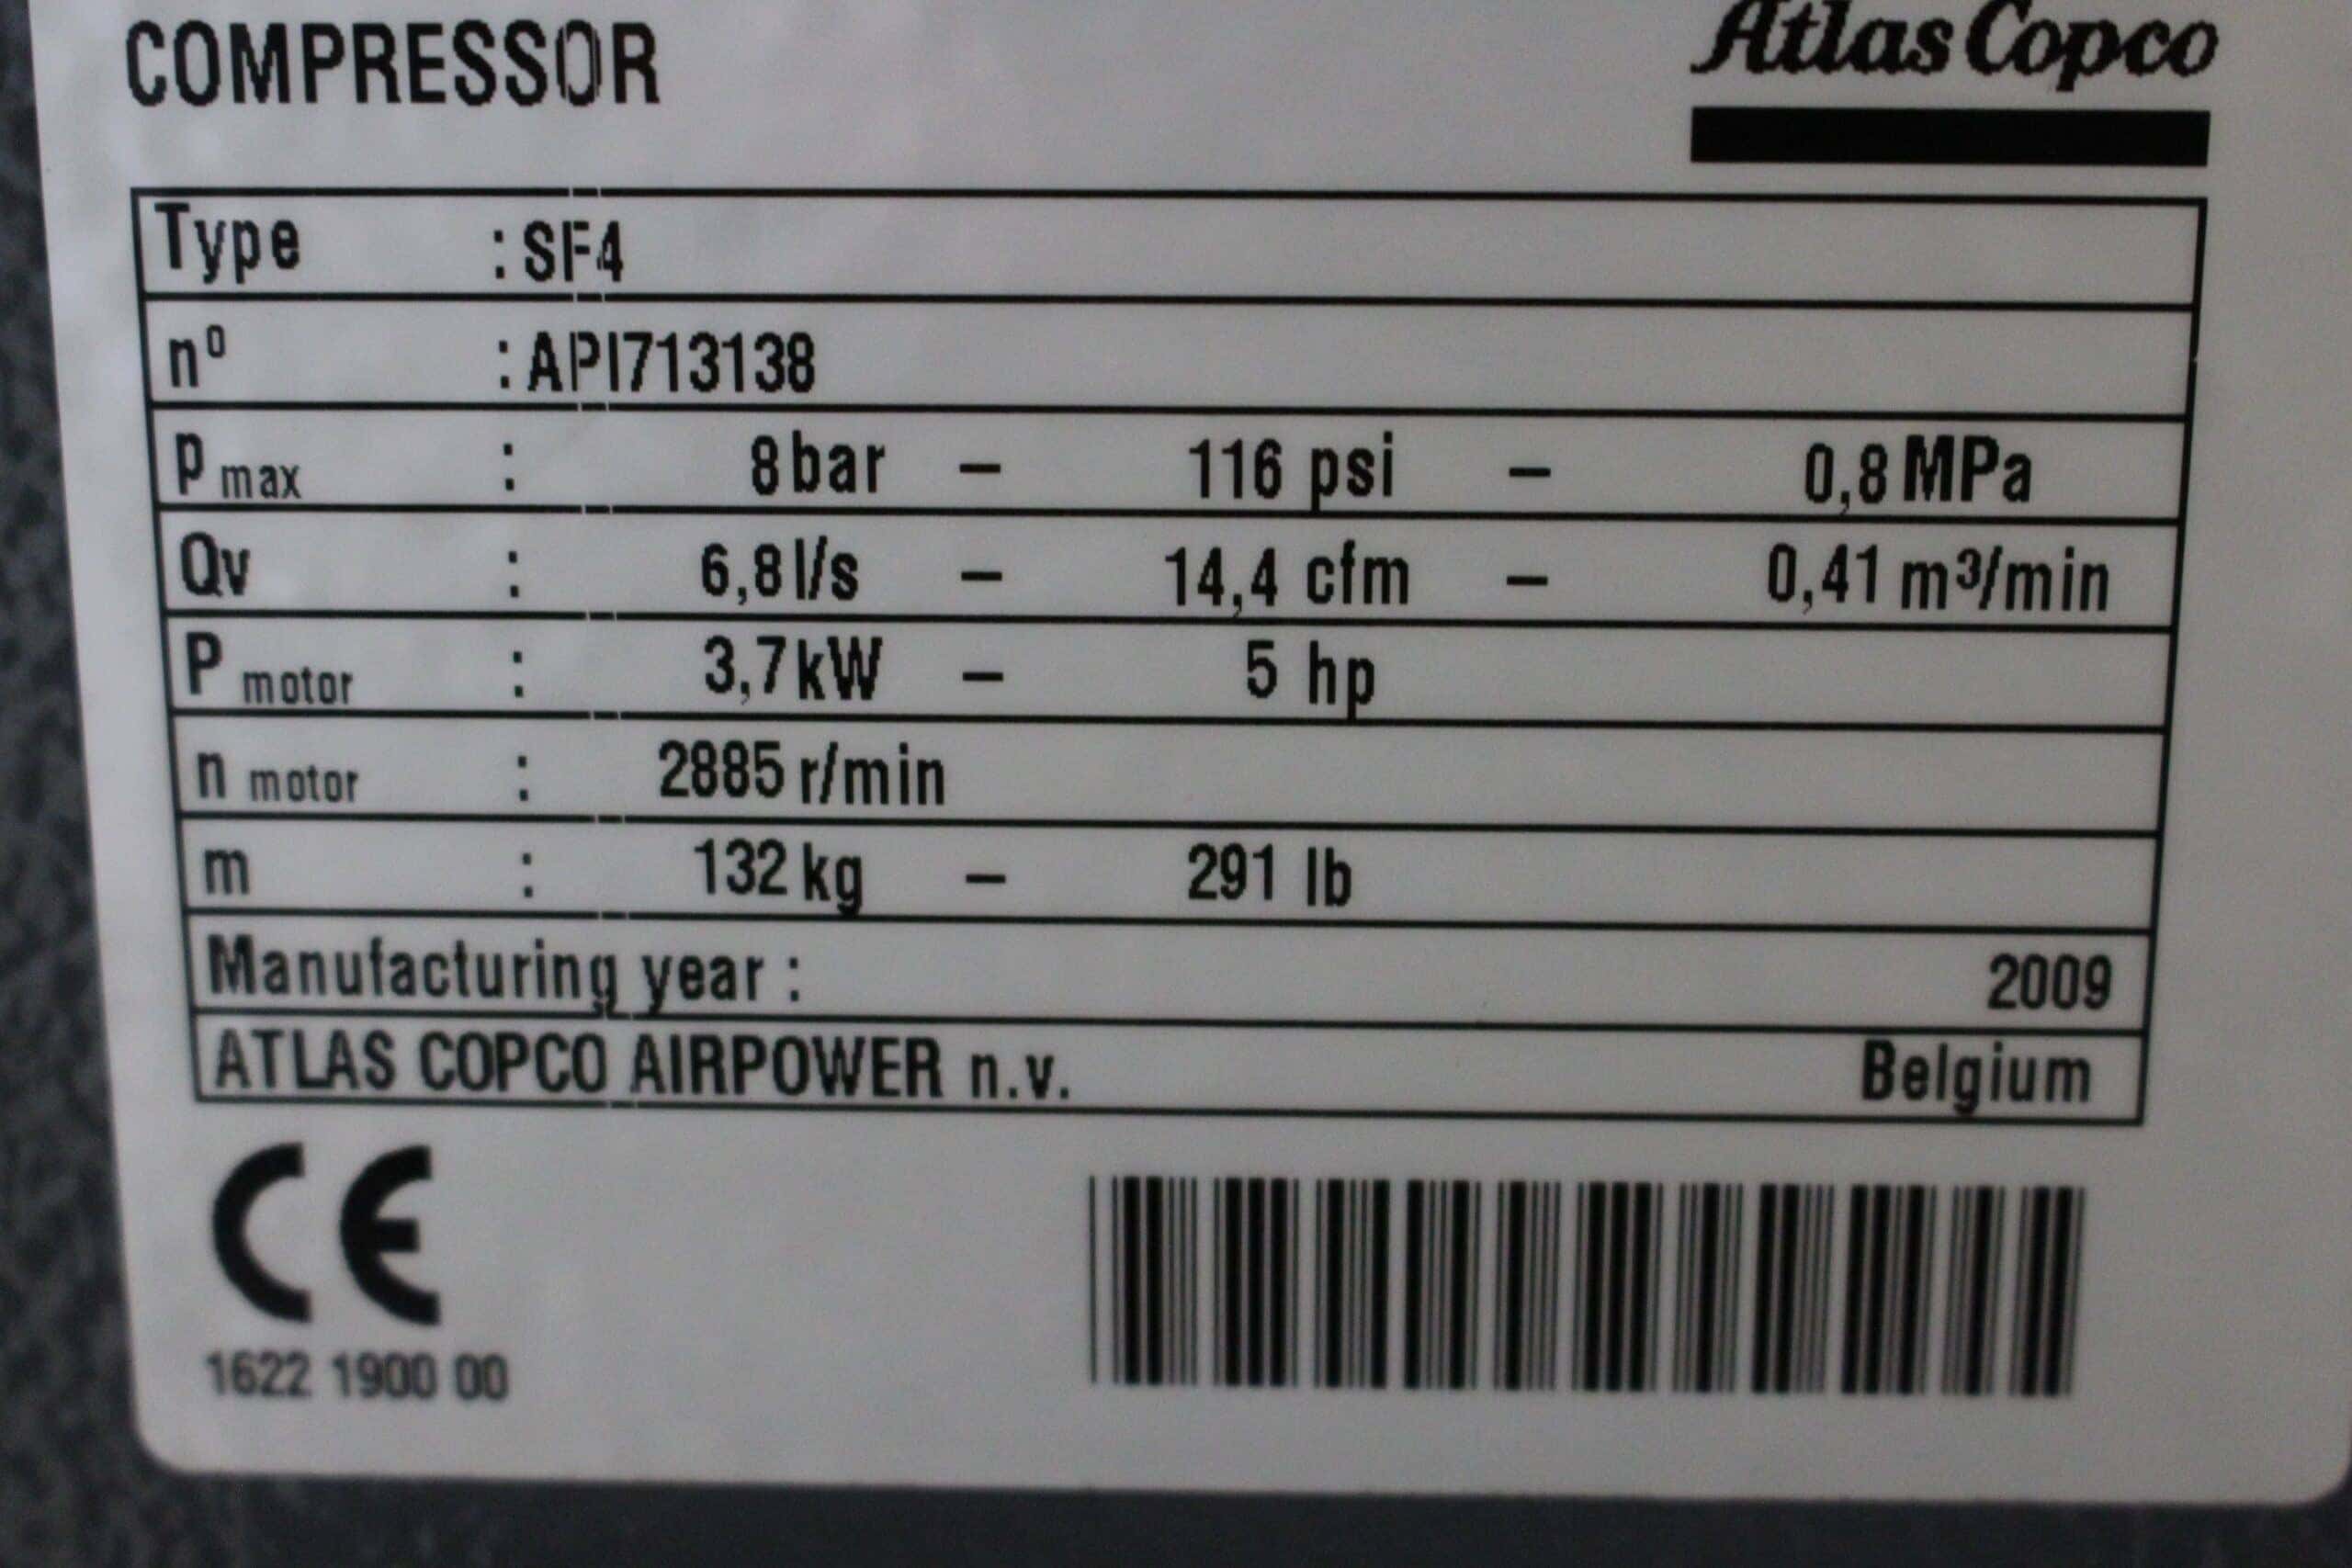 COMPRESSOR
Atlas Copco
Type : SF4
nº : API713138
P max : 8 bar – 116 psi – 0,8 MPa
Qv : 6,8 l/s – 14,4 cfm – 0,41 m³/min
P motor : 3,7 kW – 5 hp
n motor : 2885 r/min
m : 132 kg – 291 lb
Manufacturing year : 2009
ATLAS COPCO AIRPOWER n.v. Belgium
CE
1622 1900 00